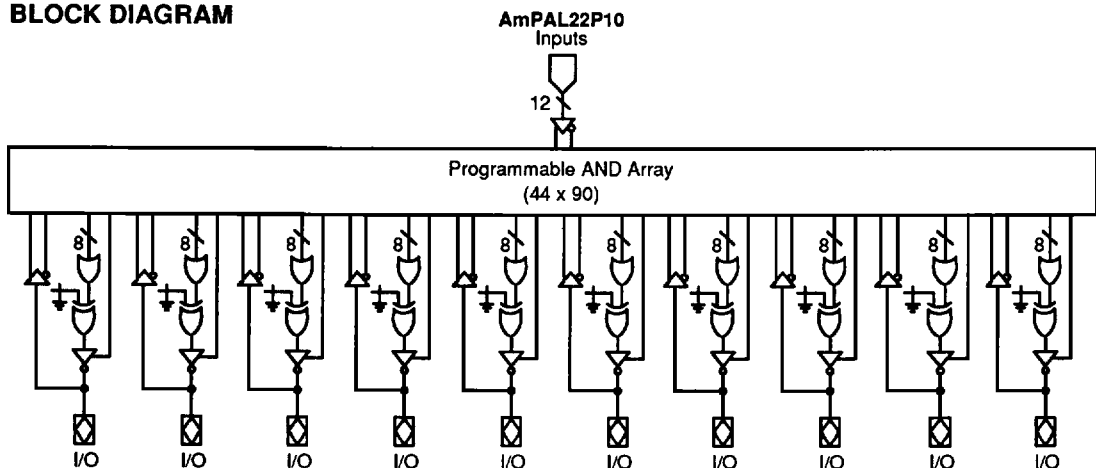 BLOCK DIAGRAM
AmPAL22P10
Inputs
12
Programmable AND Array
(44 x 90)
8 8 8 8 8 8 8 8 8 8
I/O I/O I/O I/O I/O I/O I/O I/O I/O I/O